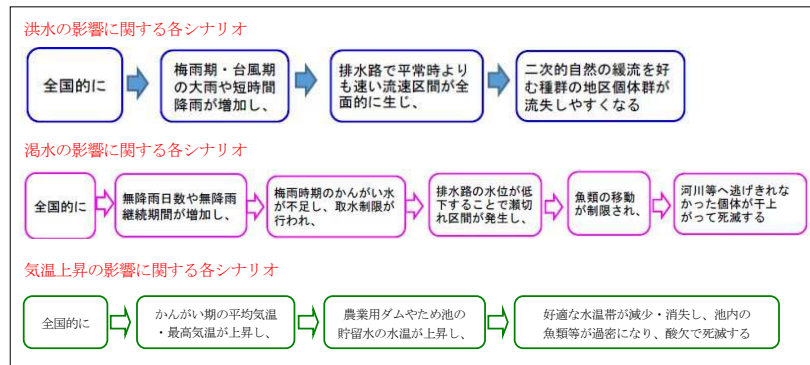 洪水の影響に関する各シナリオ
全国的に
梅雨期・台風期
の大雨や短時間
降雨が増加し、
排水路で平常時より
も速い流速区間が全
面的に生じ、
二次的自然の緩流を好
む種群の地区個体群が
流失しやすくなる
渇水の影響に関する各シナリオ
全国的に
無降雨日数や無降雨
継続期間が増加し、
梅雨時期のかんがい水
が不足し、取水制限が
行われ、
排水路の水位が低
下することで瀬切
れ区間が発生し、
魚類の移動
が制限され、
河川等へ逃げきれな
かった個体が干上
がって死滅する
気温上昇の影響に関する各シナリオ
全国的に
かんがい期の平均気温
・最高気温が上昇し、
農業用ダムやため池の
貯留水の水温が上昇し、
好適な水温帯が減少・消失し、池内の
魚類等が過密になり、酸欠で死滅する